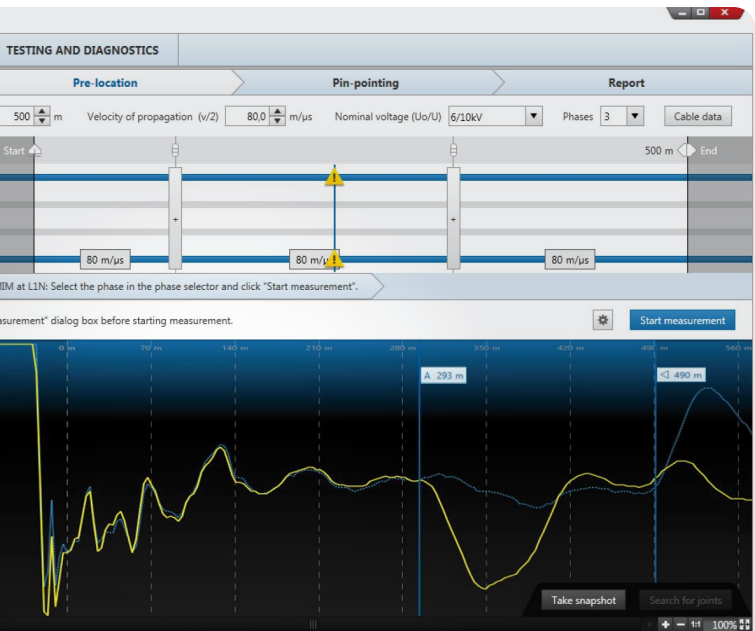 TESTING AND DIAGNOSTICS
Pre-location Pin-pointing Report
500 m Velocity of propagation (v/2) 80,0 m/µs Nominal voltage (Uo/U) 6/10kV Phases 3 Cable data
Start 500 m End
+ +
80 m/µs 80 m/µ 80 m/µs
MIM at L1N: Select the phase in the phase selector and click "Start measurement".
asurement" dialog box before starting measurement. Start measurement
0 m 70 m 140 m 210 m 280 m 350 m 420 m 490 m 560 m
A 293 m 490 m
Take snapshot Search for joints
1:1 100%